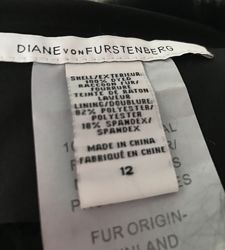 DIANE VON FURSTENBERG
SHELL/EXTERIEUR:
100% DYED
RACCOON FUR/
FOURRURE
TEINTE DE RATON
LAVEUR
LINING/DOUBLURE:
82% POLYESTER/
POLYESTER
18% SPANDEX/
SPANDEX
MADE IN CHINA
FABRIQUÉ EN CHINE
12
FUR ORIGIN-
FINLAND